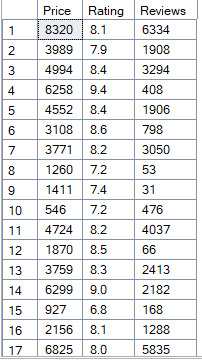 Price Rating Reviews
1 8320 8.1 6334
2 3989 7.9 1908
3 4994 8.4 3294
4 6258 9.4 408
5 4552 8.4 1906
6 3108 8.6 798
7 3771 8.2 3050
8 1260 7.2 53
9 1411 7.4 31
10 546 7.2 476
11 4724 8.2 4037
12 1870 8.5 66
13 3759 8.3 2413
14 6299 9.0 2182
15 927 6.8 168
16 2156 8.1 1288
17 6825 8.0 5835